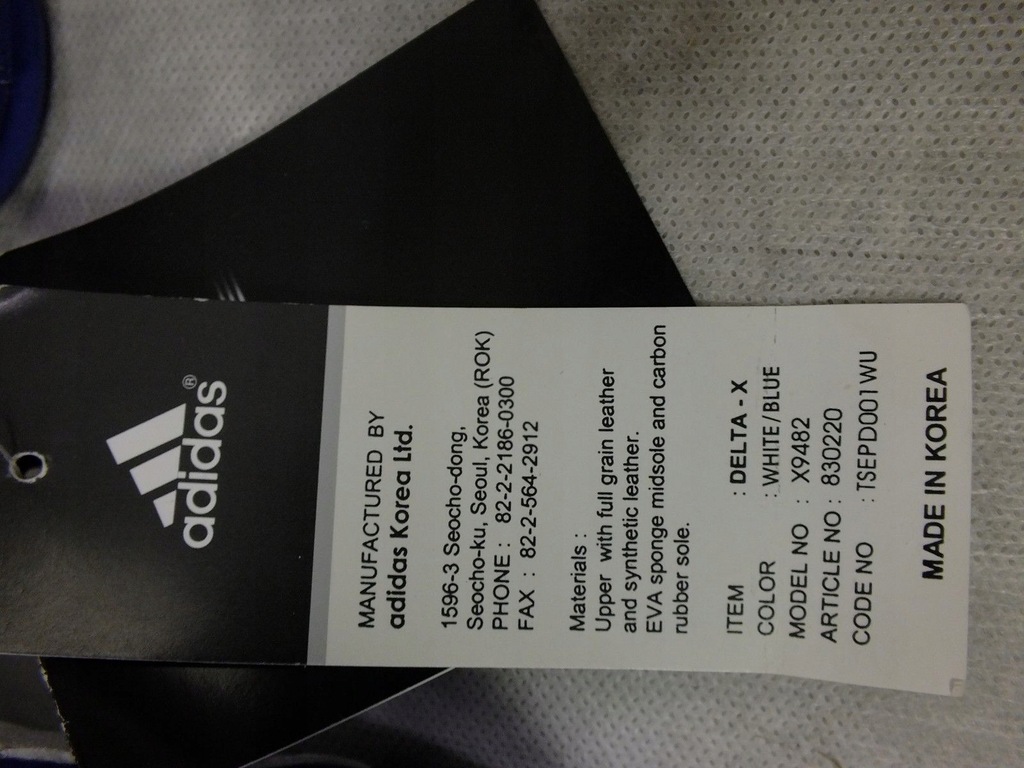 adidas®
MANUFACTURED BY
adidas Korea Ltd.
1596-3 Seocho-dong,
Seocho-ku, Seoul, Korea (ROK)
PHONE : 82-2-2186-0300
FAX : 82-2-564-2912
Materials :
Upper with full grain leather
and synthetic leather.
EVA sponge midsole and carbon
rubber sole.
ITEM : DELTA - X
COLOR : WHITE/BLUE
MODEL NO : X9482
ARTICLE NO : 830220
CODE NO : TSEPD001WU
MADE IN KOREA